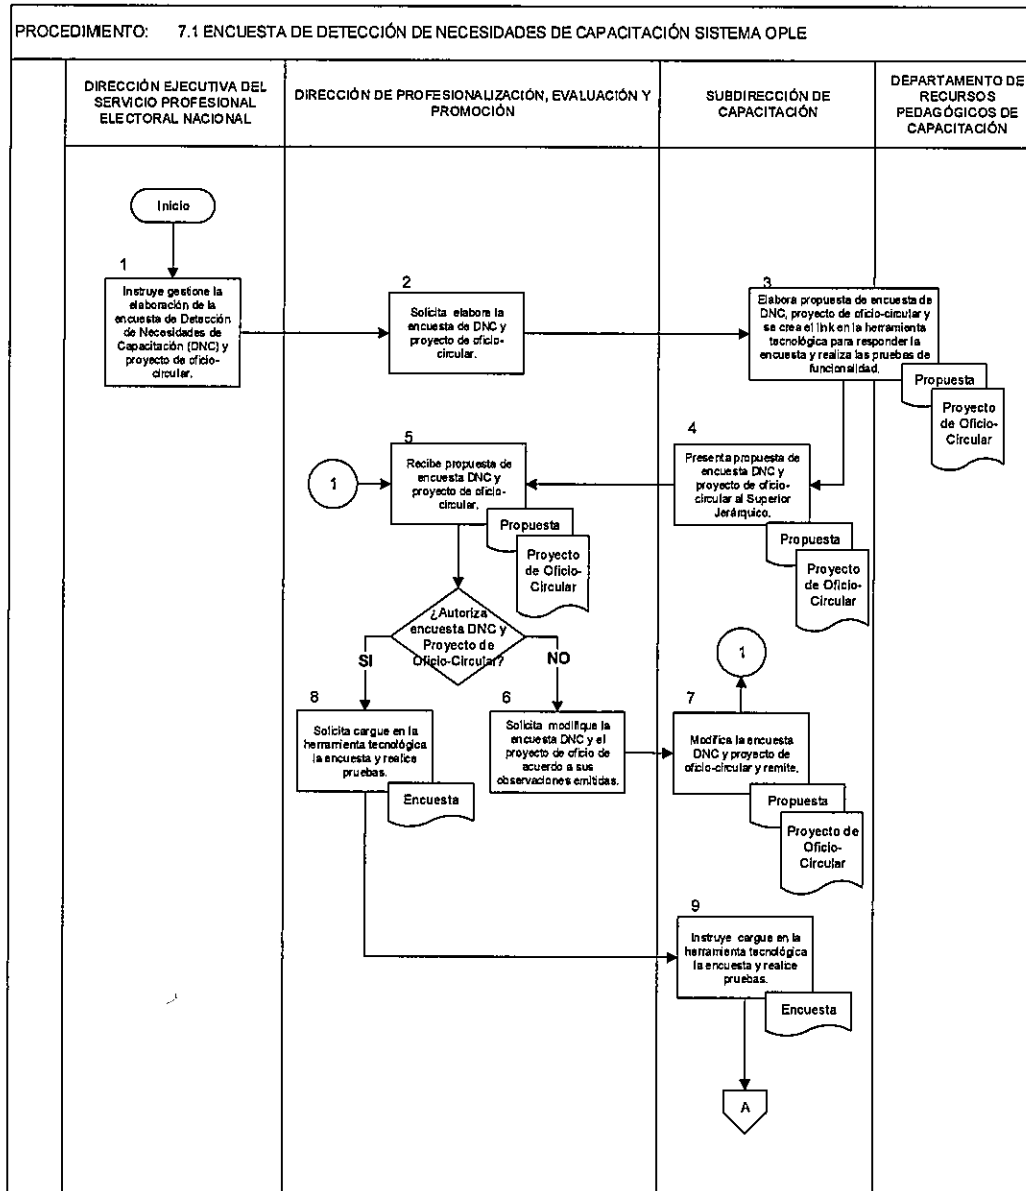 PROCEDIMIENTO: 7.1 ENCUESTA DE DETECCIÓN DE NECESIDADES DE CAPACITACIÓN SISTEMA OPLE
DIRECCIÓN EJECUTIVA DEL
SERVICIO PROFESIONAL
ELECTORAL NACIONAL
DIRECCIÓN DE PROFESIONALIZACIÓN, EVALUACIÓN Y
PROMOCIÓN
SUBDIRECCIÓN DE
CAPACITACIÓN
DEPARTAMENTO DE
RECURSOS
PEDAGÓGICOS DE
CAPACITACIÓN
Inicio
1
Instruye gestione la
elaboración de la
encuesta de Detección
de Necesidades de
Capacitación (DNC) y
proyecto de oficio-
circular.
2
Solicita elabore la
encuesta de DNC y
proyecto de oficio-
circular.
3
Elabora propuesta de encuesta de
DNC, proyecto de oficio-circular y
se crea el link en la herramienta
tecnológica para responder la
encuesta y realiza las pruebas de
funcionalidad.
Propuesta
Proyecto
de Oficio-
Circular
4
Presenta propuesta de
encuesta DNC y
proyecto de oficio-
circular al Superior
Jerárquico.
Propuesta
Proyecto
de Oficio-
Circular
1
5
Recibe propuesta de
encuesta DNC y
proyecto de oficio-
circular.
Propuesta
Proyecto
de Oficio-
Circular
¿Autoriza
encuesta DNC y
Proyecto de
Oficio-Circular?
SI
NO
8
Solicita cargue en la
herramienta tecnológica
la encuesta y realice
pruebas.
Encuesta
6
Solicita modifique la
encuesta DNC y el
proyecto de oficio de
acuerdo a sus
observaciones emitidas.
1
7
Modifica la encuesta
DNC y proyecto de
oficio-circular y remite.
Propuesta
Proyecto de
Oficio-
Circular
9
Instruye cargue en la
herramienta tecnológica
la encuesta y realice
pruebas.
Encuesta
A